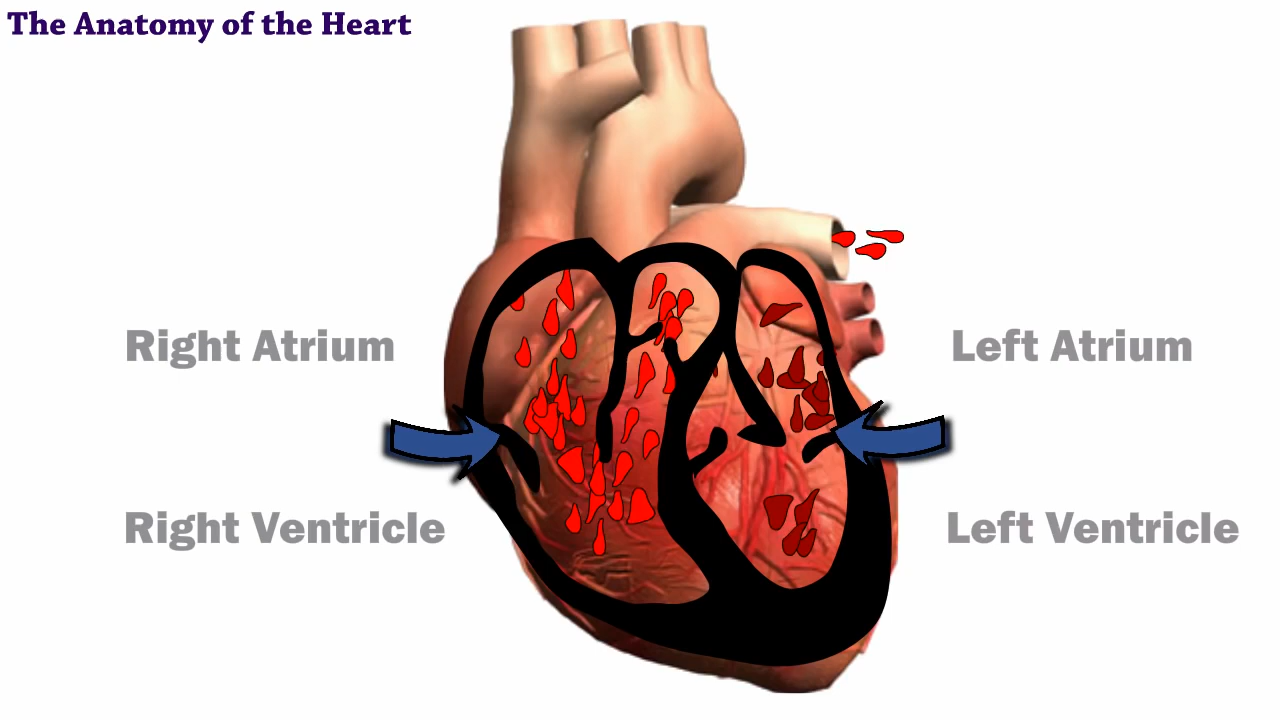 The Anatomy of the Heart
Right Atrium
Left Atrium
Right Ventricle
Left Ventricle